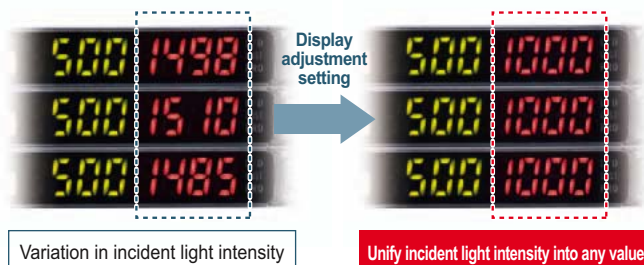 500 1498
500 1510
500 1485
Display
adjustment
setting
500 1000
500 1000
500 1000
Variation in incident light intensity
Unify incident light intensity into any value